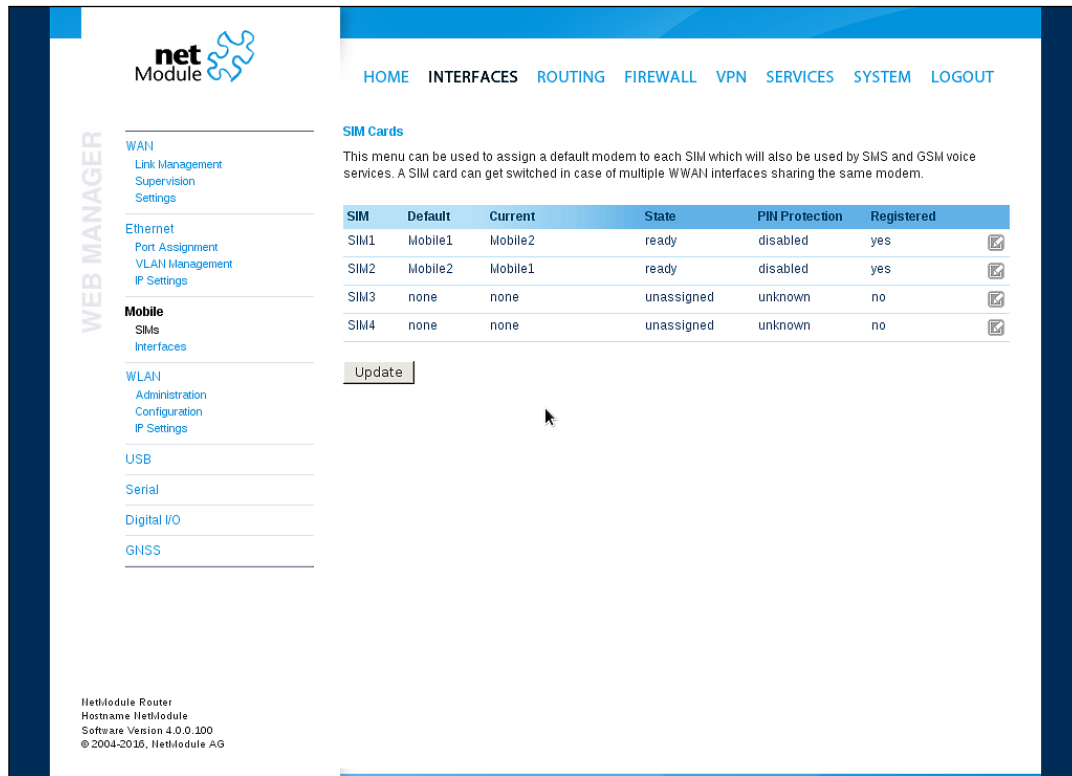 net
Module
HOME INTERFACES ROUTING FIREWALL VPN SERVICES SYSTEM LOGOUT
WEB MANAGER
WAN
Link Management
Supervision
Settings
Ethernet
Port Assignment
VLAN Management
IP Settings
Mobile
SIMs
Interfaces
WLAN
Administration
Configuration
IP Settings
USB
Serial
Digital I/O
GNSS
SIM Cards
This menu can be used to assign a default modem to each SIM which will also be used by SMS and GSM voice
services. A SIM card can get switched in case of multiple WWAN interfaces sharing the same modem.
SIM Default Current State PIN Protection Registered
SIM1 Mobile1 Mobile2 ready disabled yes
SIM2 Mobile2 Mobile1 ready disabled yes
SIM3 none none unassigned unknown no
SIM4 none none unassigned unknown no
Update
NetModule Router
Hostname NetModule
Software Version 4.0.0.100
© 2004-2016, NetModule AG